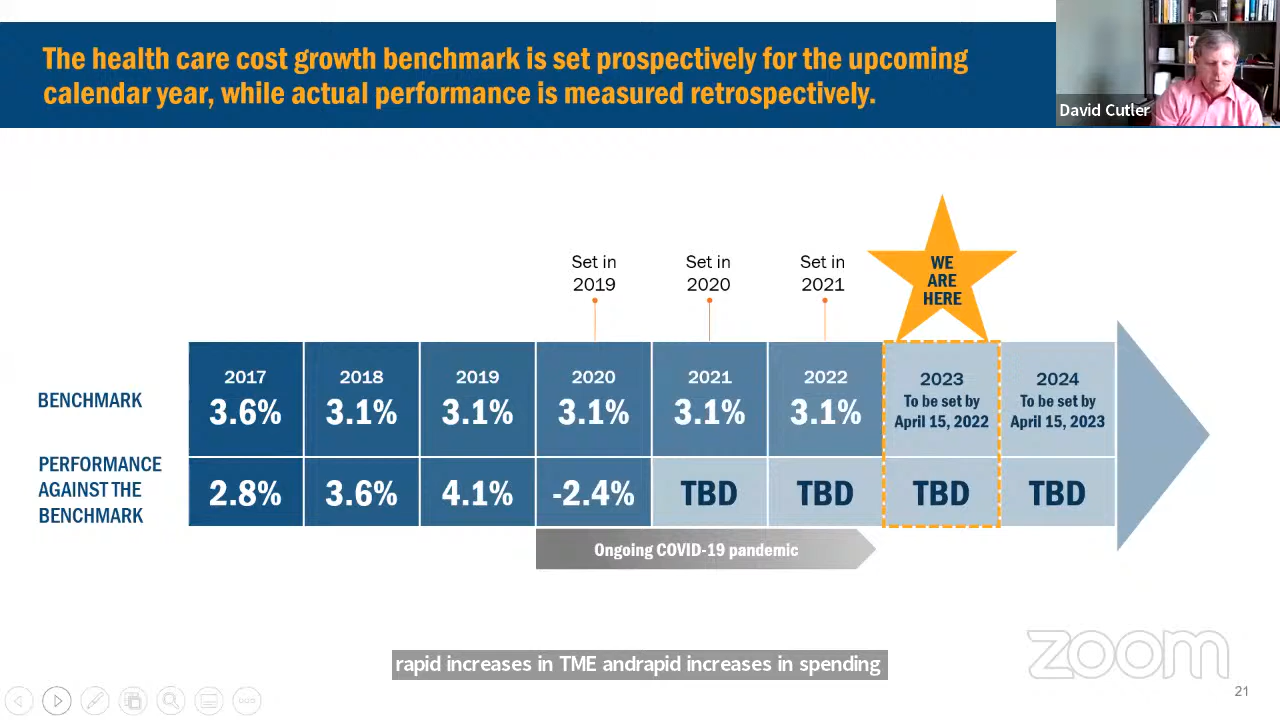 The health care cost growth benchmark is set prospectively for the upcoming
calendar year, while actual performance is measured retrospectively.
David Cutler
Set in
2019
Set in
2020
Set in
2021
WE
ARE
HERE
BENCHMARK
2017
3.6%
2018
3.1%
2019
3.1%
2020
3.1%
2021
3.1%
2022
3.1%
2023
To be set by
April 15, 2022
2024
To be set by
April 15, 2023
PERFORMANCE
AGAINST THE
BENCHMARK
2.8%
3.6%
4.1%
-2.4%
TBD
TBD
TBD
TBD
Ongoing COVID-19 pandemic
rapid increases in TME andrapid increases in spending
zoom
21